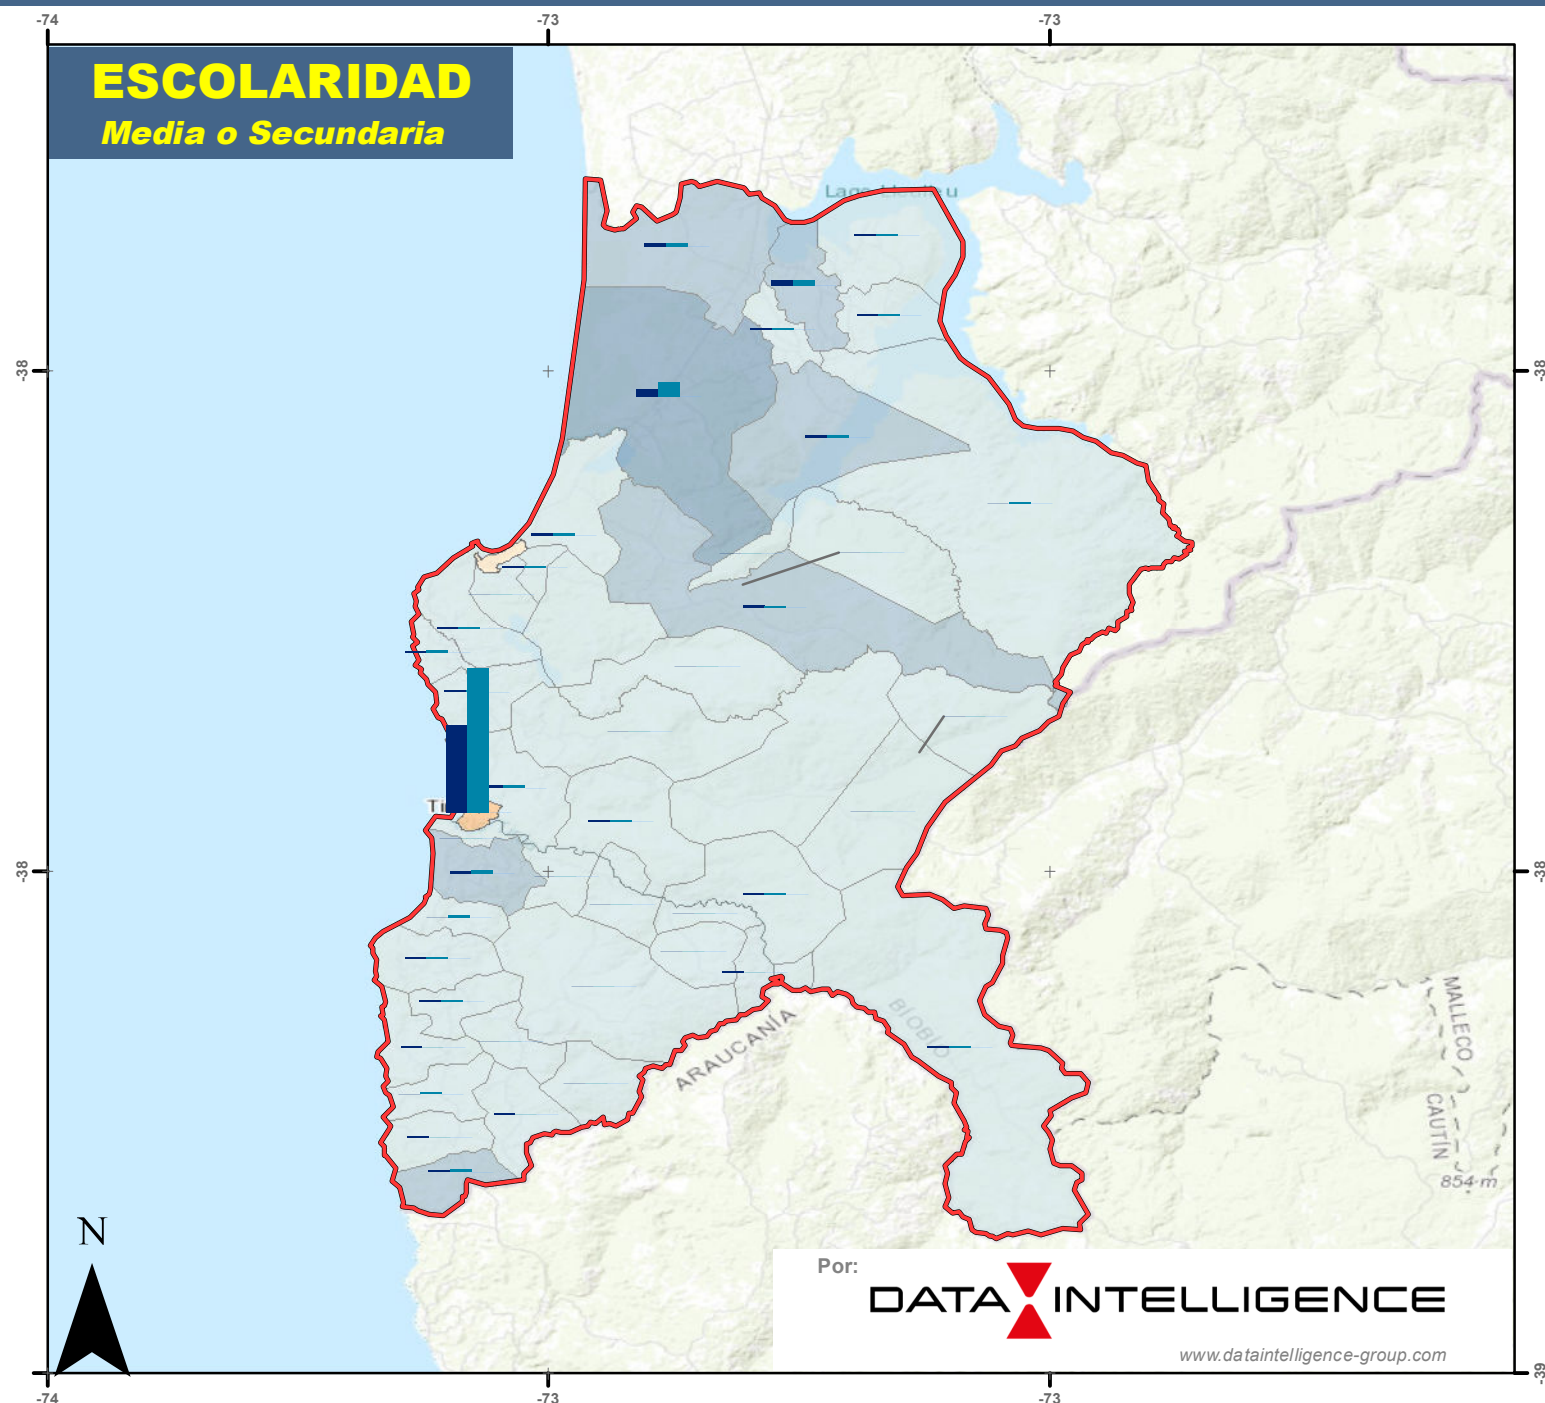 -74 -73 -73
ESCOLARIDAD
Media o Secundaria
-38 -38
-38 -38
BIOBÍO
ARAUCANÍA
MALLECO
CAUTÍN
854 m
N
Por:
DATA INTELLIGENCE
www.dataintelligence-group.com
-39
-74 -73 -73